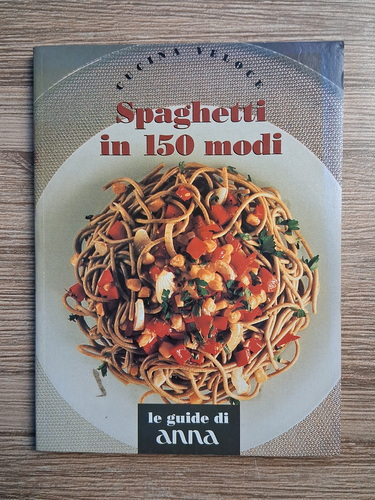 CUCINA VELOCE
Spaghetti
in 150 modi
le guide di
anna